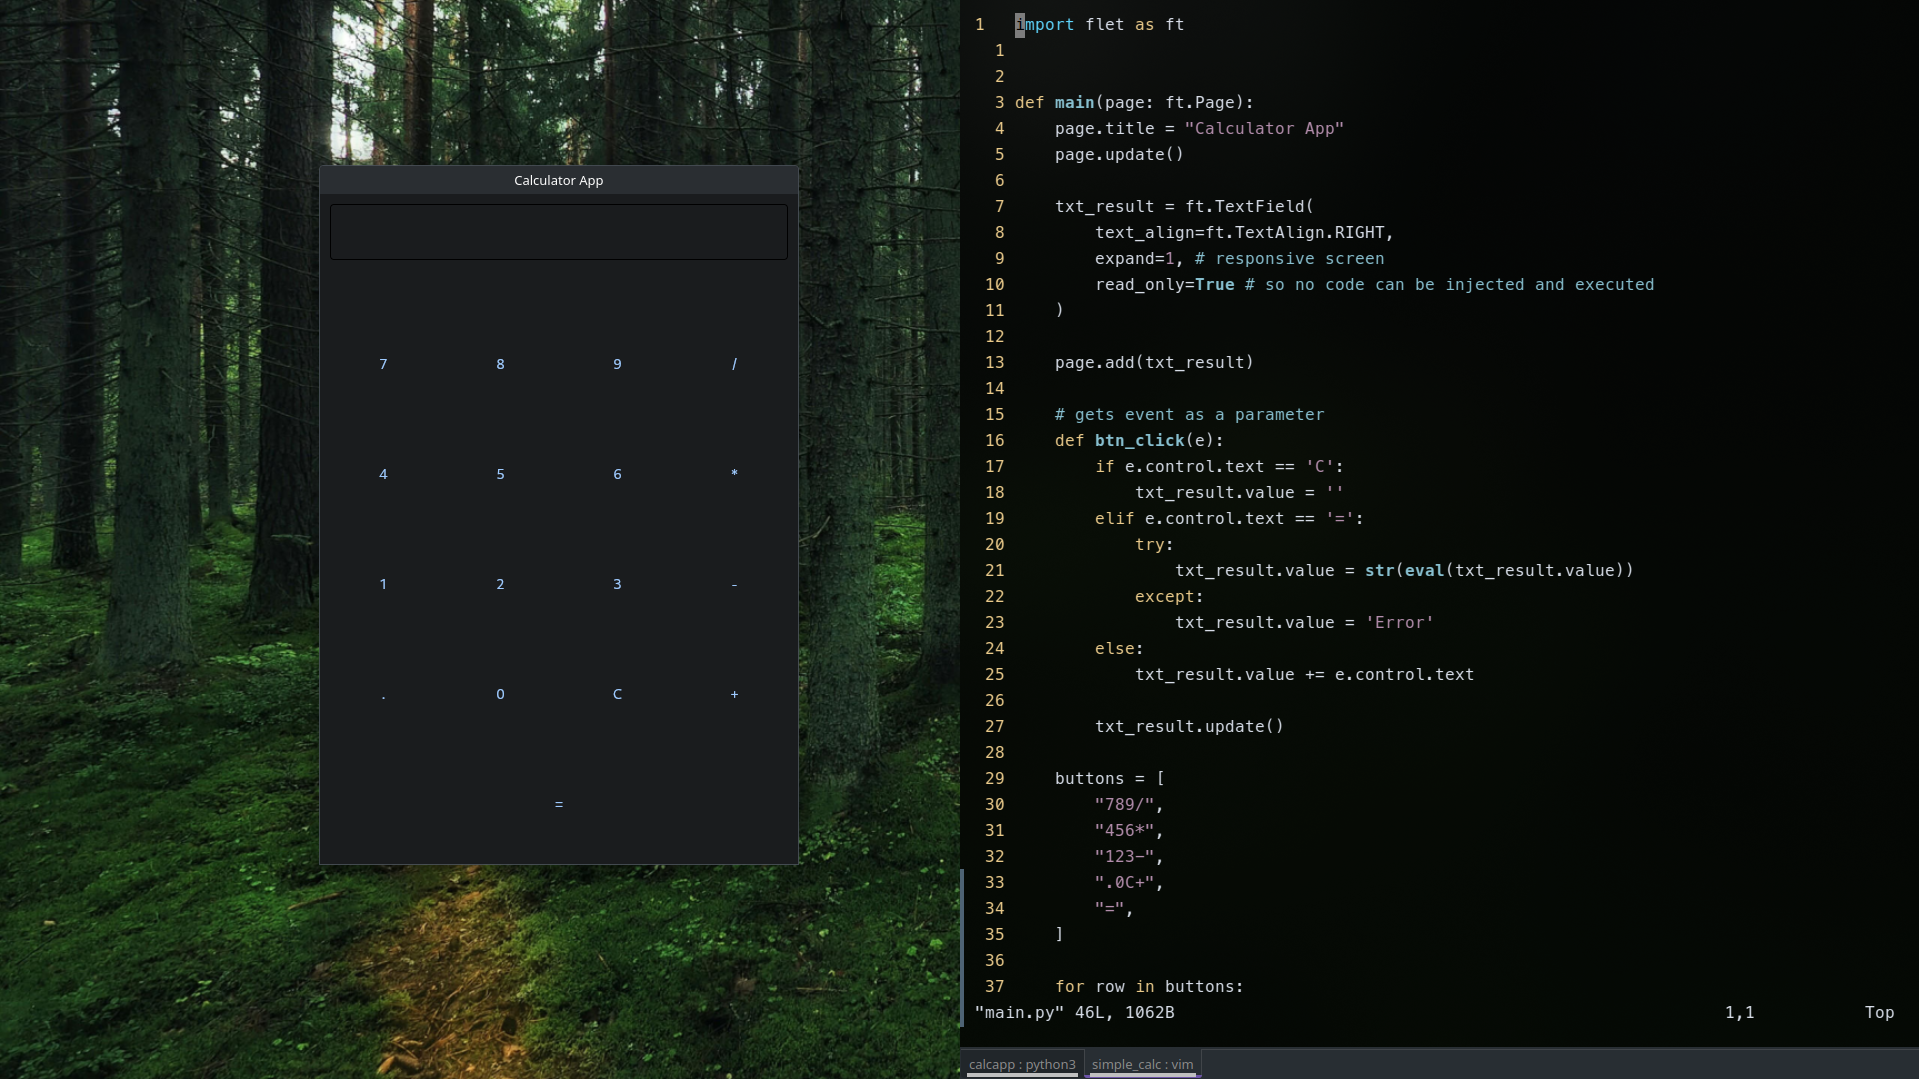 Calculator App
7 8 9 /
4 5 6 *
1 2 3 -
. 0 C +
=
1 import flet as ft
1
2
3 def main(page: ft.Page):
4 page.title = "Calculator App"
5 page.update()
6
7 txt_result = ft.TextField(
8 text_align=ft.TextAlign.RIGHT,
9 expand=1, # responsive screen
10 read_only=True # so no code can be injected and executed
11 )
12
13 page.add(txt_result)
14
15 # gets event as a parameter
16 def btn_click(e):
17 if e.control.text == 'C':
18 txt_result.value = ''
19 elif e.control.text == '=':
20 try:
21 txt_result.value = str(eval(txt_result.value))
22 except:
23 txt_result.value = 'Error'
24 else:
25 txt_result.value += e.control.text
26
27 txt_result.update()
28
29 buttons = [
30 "789/",
31 "456*",
32 "123-",
33 ".0C+",
34 "=",
35 ]
36
37 for row in buttons:
"main.py" 46L, 1062B 1,1 Top
calcapp : python3 simple_calc : vim